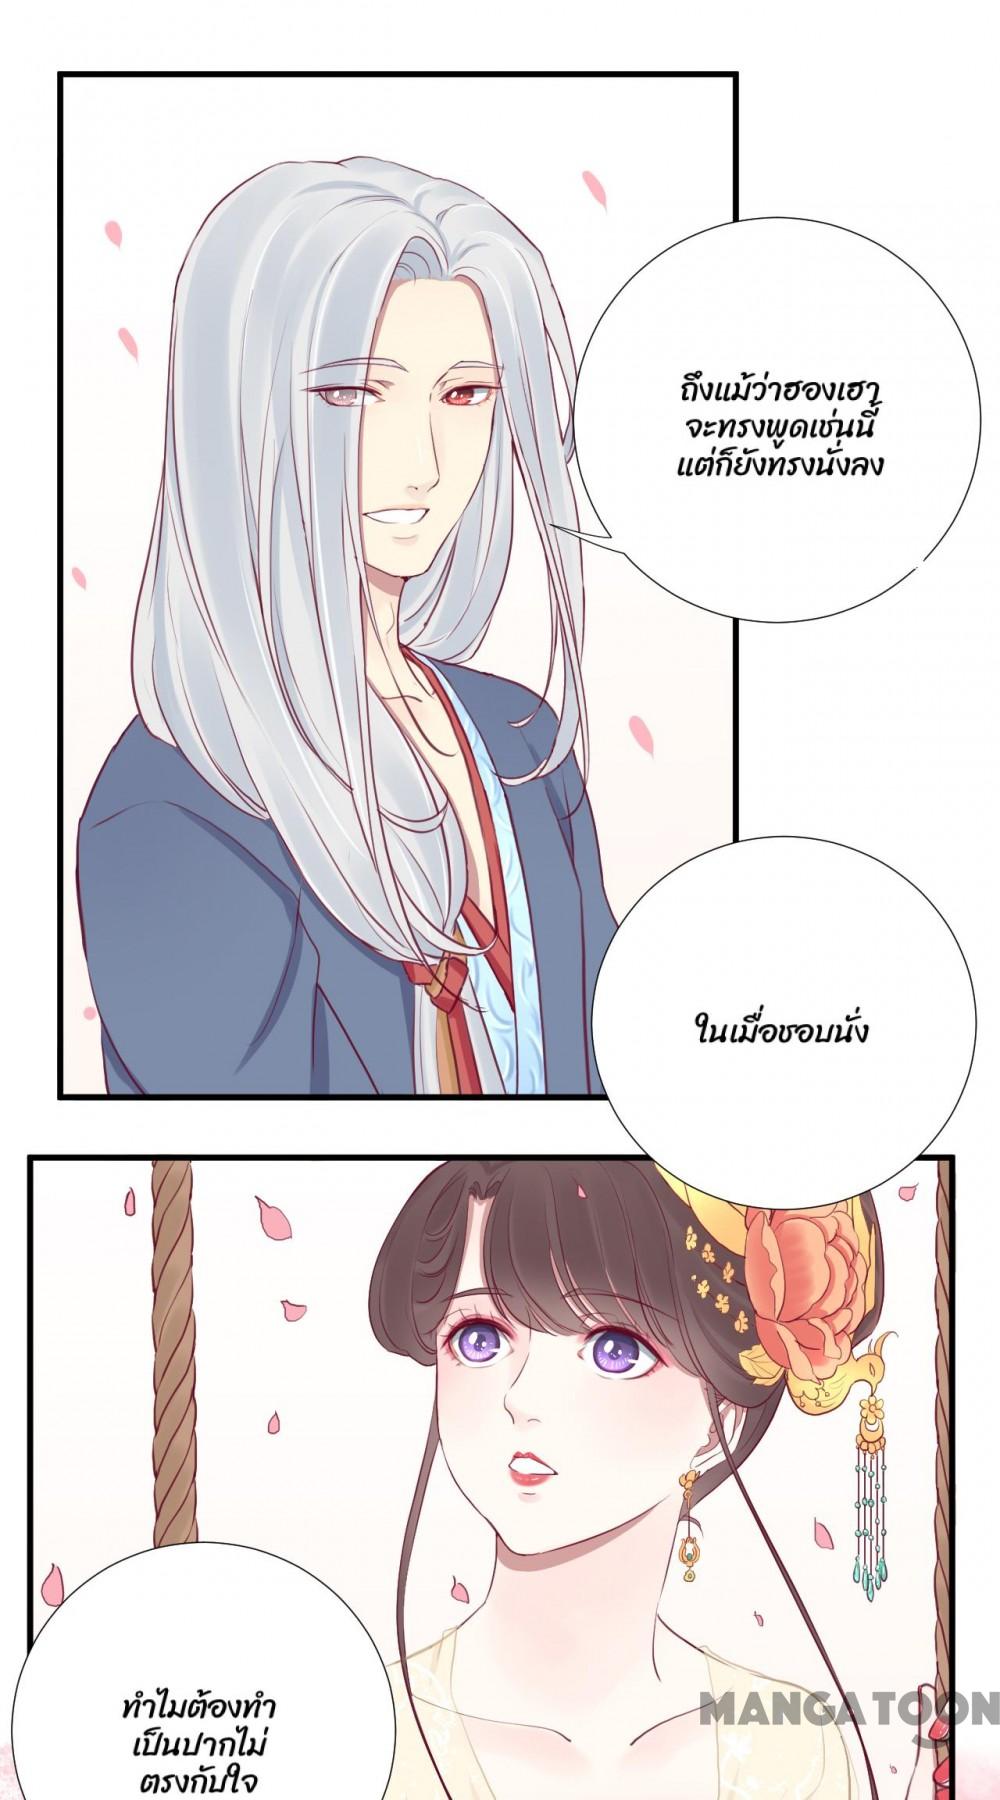 ถึงแม้ว่าฮองเฮา
จะทรงพูดเช่นนี้
แต่ก็ยังทรงนั่งลง
ในเมื่อชอบนั่ง
ทำไมต้องทำ
เป็นปากไม่
ตรงกับใจ
MANGATOON